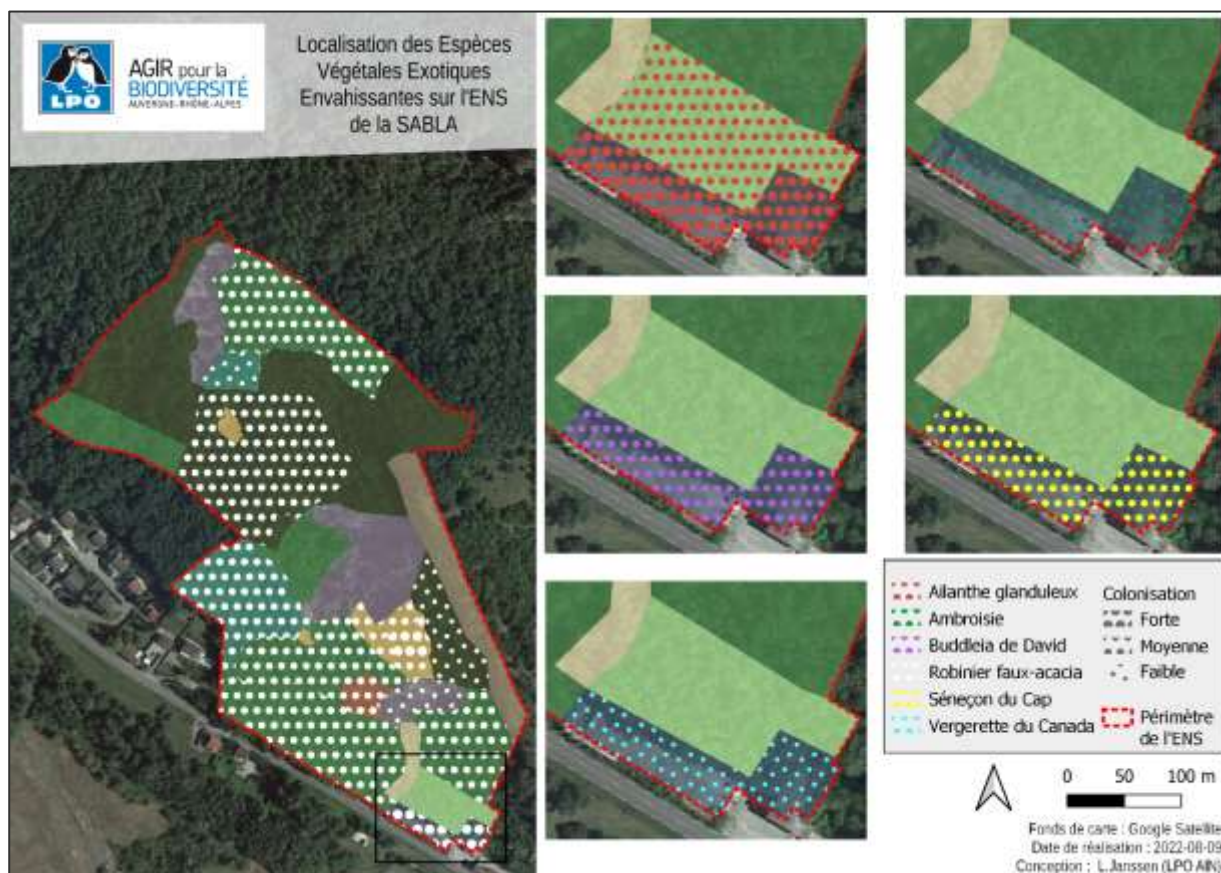 LPO
AGIR pour la
BIODIVERSITÉ
AUVERGNE-RHÔNE-ALPES
Localisation des Espèces
Végétales Exotiques
Envahissantes sur l'ENS
de la SABLA
Ailanthe glanduleux
Ambroisie
Buddleia de David
Robinier faux-acacia
Séneçon du Cap
Vergerette du Canada
Colonisation
Forte
Moyenne
Faible
Périmètre
de l'ENS
0 50 100 m
Fonds de carte : Google Satellite
Date de réalisation : 2022-08-09
Conception : L.Janssen (LPO AIN)